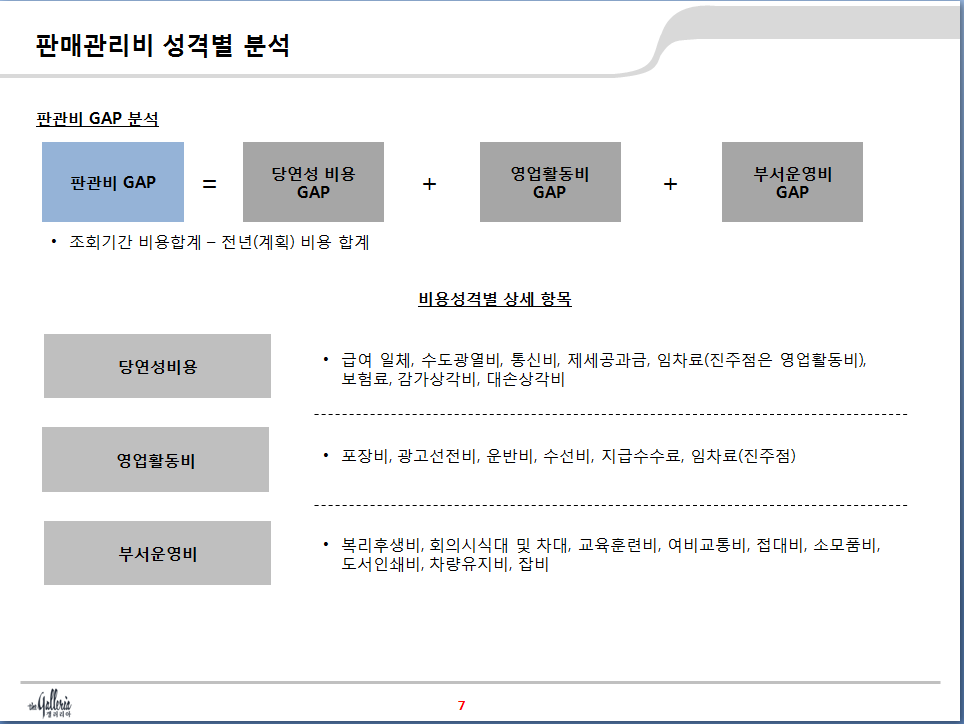 판매관리비 성격별 분석
판관비 GAP 분석
판관비 GAP
=
당연성 비용
GAP
+
영업활동비
GAP
+
부서운영비
GAP
• 조회기간 비용합계 – 전년(계획) 비용 합계
비용성격별 상세 항목
당연성비용
• 급여 일체, 수도광열비, 통신비, 제세공과금, 임차료(진주점은 영업활동비),
보험료, 감가상각비, 대손상각비
영업활동비
• 포장비, 광고선전비, 운반비, 수선비, 지급수수료, 임차료(진주점)
부서운영비
• 복리후생비, 회의시식대 및 차대, 교육훈련비, 여비교통비, 접대비, 소모품비,
도서인쇄비, 차량유지비, 잡비
the Galleria
갤러리아
7